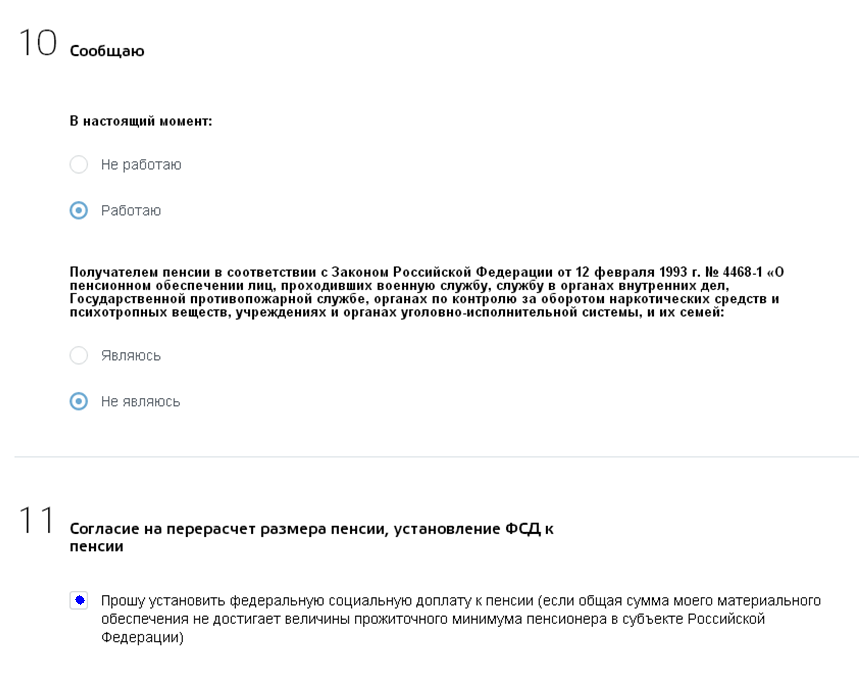 10 Сообщаю
В настоящий момент:
Не работаю
Работаю
Получателем пенсии в соответствии с Законом Российской Федерации от 12 февраля 1993 г. № 4468-1 «О
пенсионном обеспечении лиц, проходивших военную службу, службу в органах внутренних дел,
Государственной противопожарной службе, органах по контролю за оборотом наркотических средств и
психотропных веществ, учреждениях и органах уголовно-исполнительной системы, и их семей:
Являюсь
Не являюсь
11 Согласие на перерасчет размера пенсии, установление ФСД к
пенсии
Прошу установить федеральную социальную доплату к пенсии (если общая сумма моего материального
обеспечения не достигает величины прожиточного минимума пенсионера в субъекте Российской
Федерации)